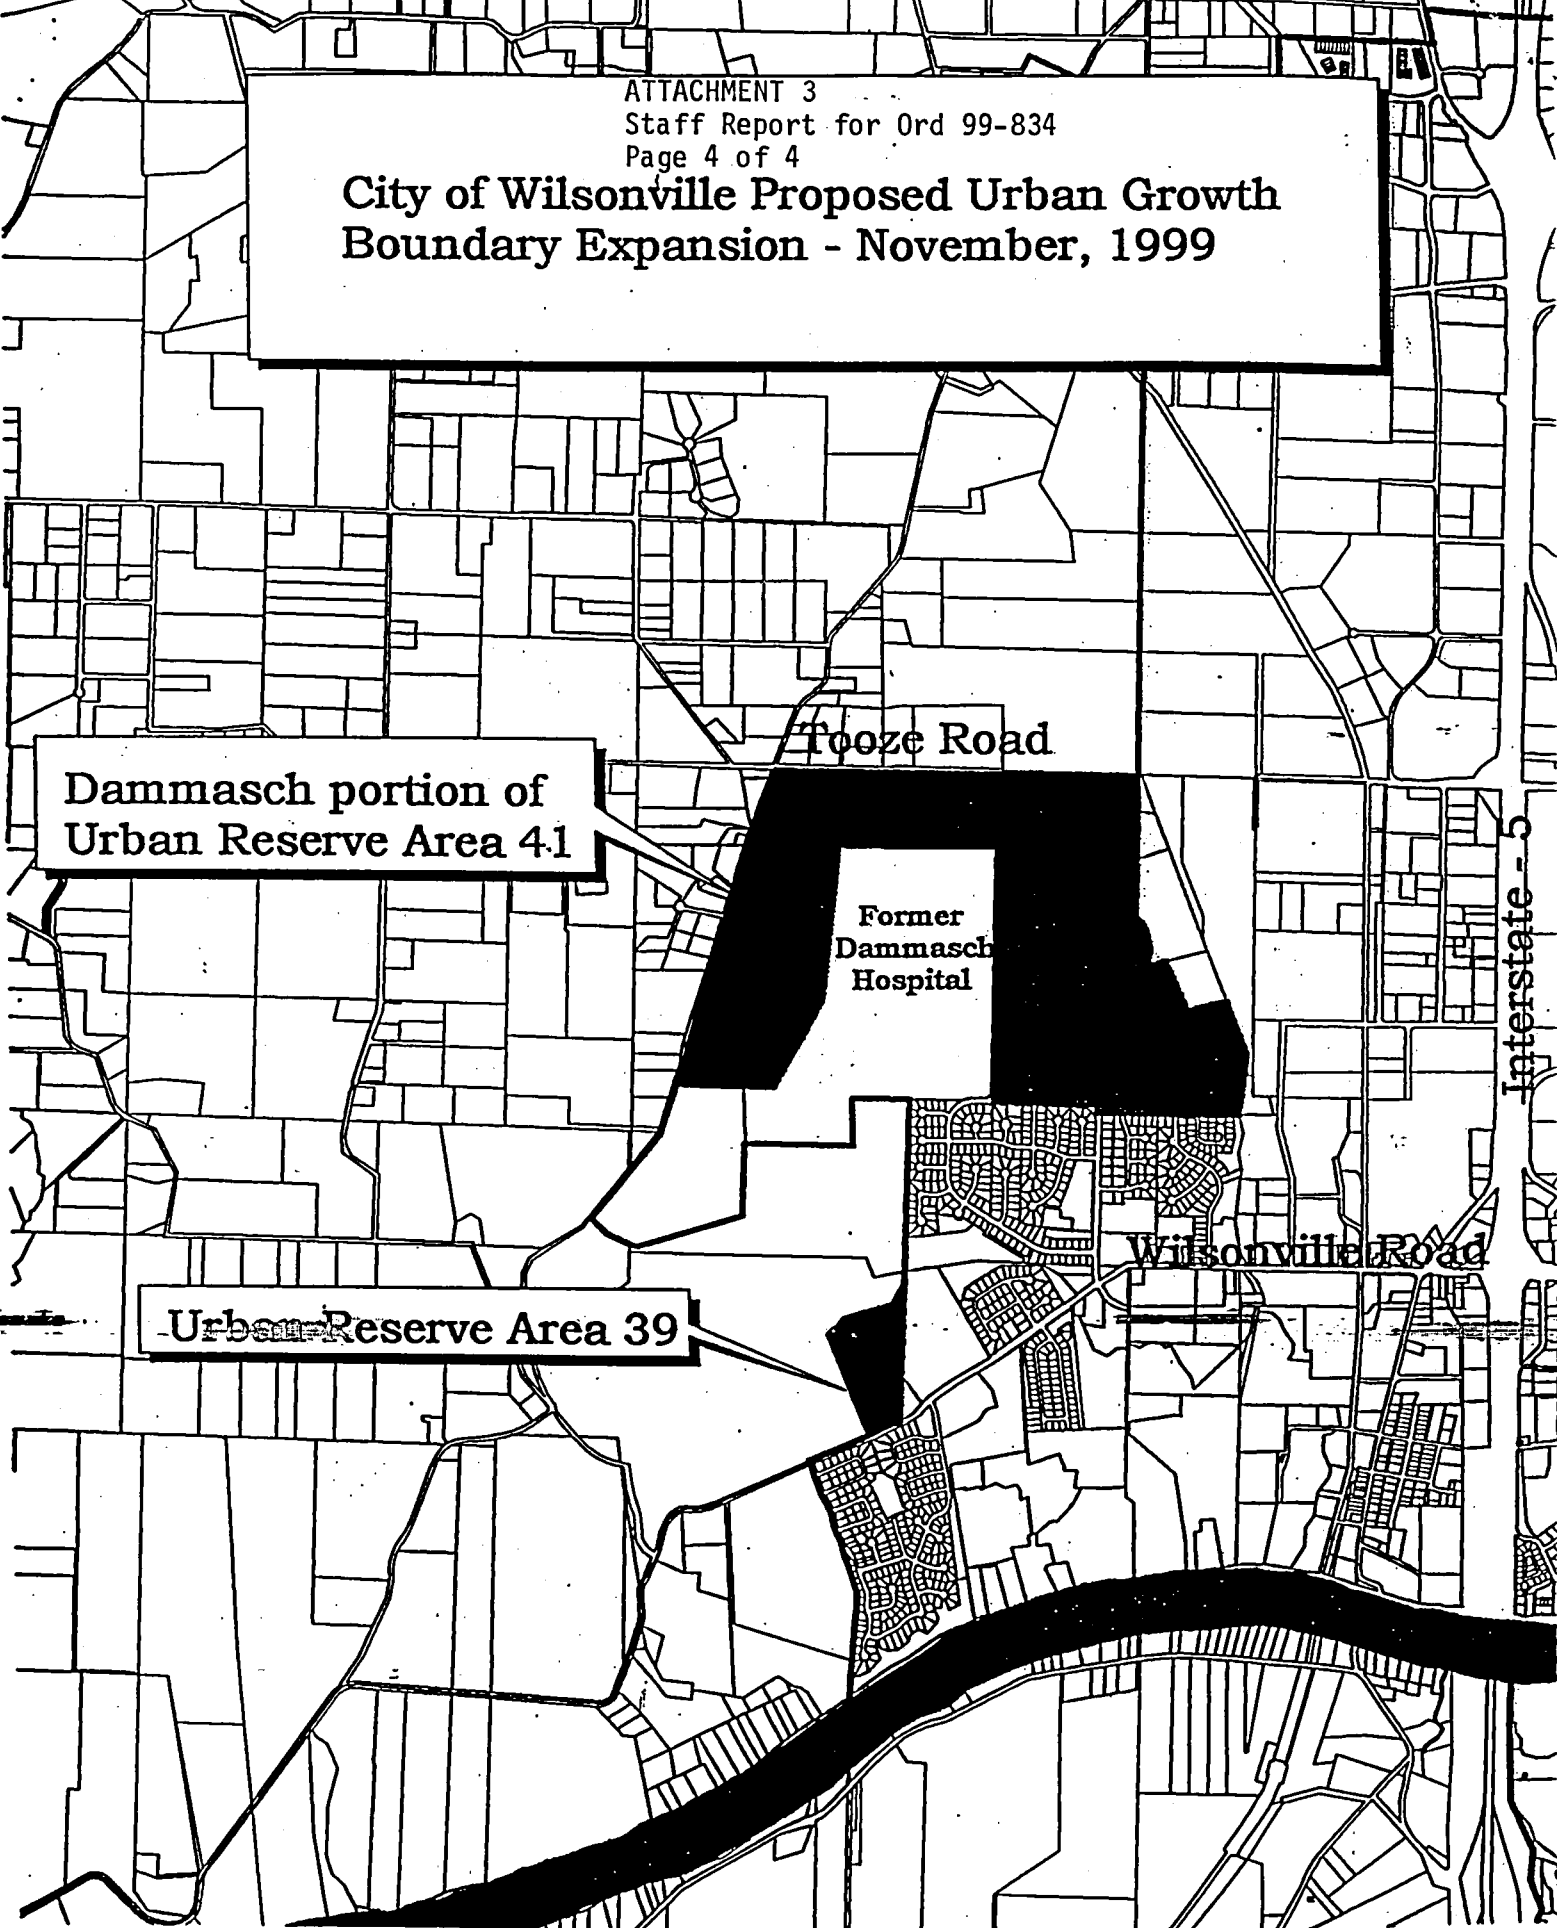 ATTACHMENT 3
Staff Report for Ord 99-834
Page 4 of 4
City of Wilsonville Proposed Urban Growth
Boundary Expansion - November, 1999
Tooze Road
Dammasch portion of
Urban Reserve Area 41
Former
Dammasch
Hospital
Interstate - 5
Wilsonville Road
Urban Reserve Area 39